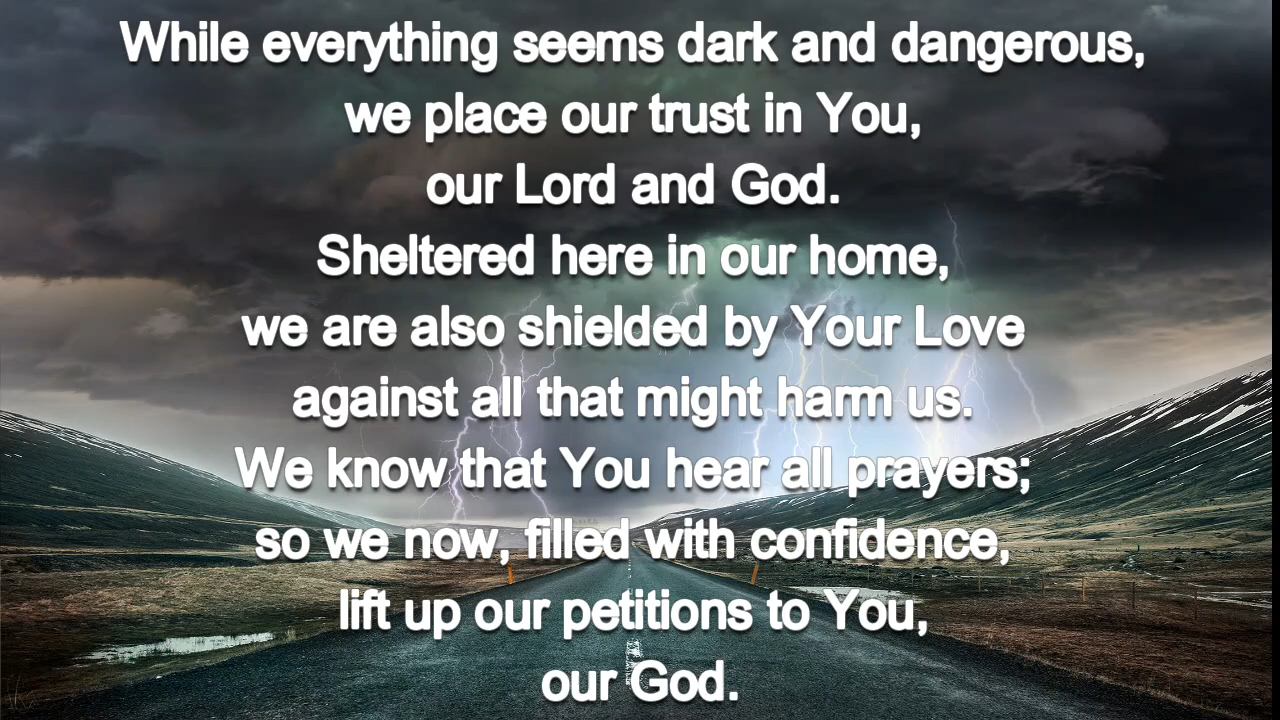 While everything seems dark and dangerous,
we place our trust in You,
our Lord and God.
Sheltered here in our home,
we are also shielded by Your Love
against all that might harm us.
We know that You hear all prayers;
so we now, filled with confidence,
lift up our petitions to You,
our God.